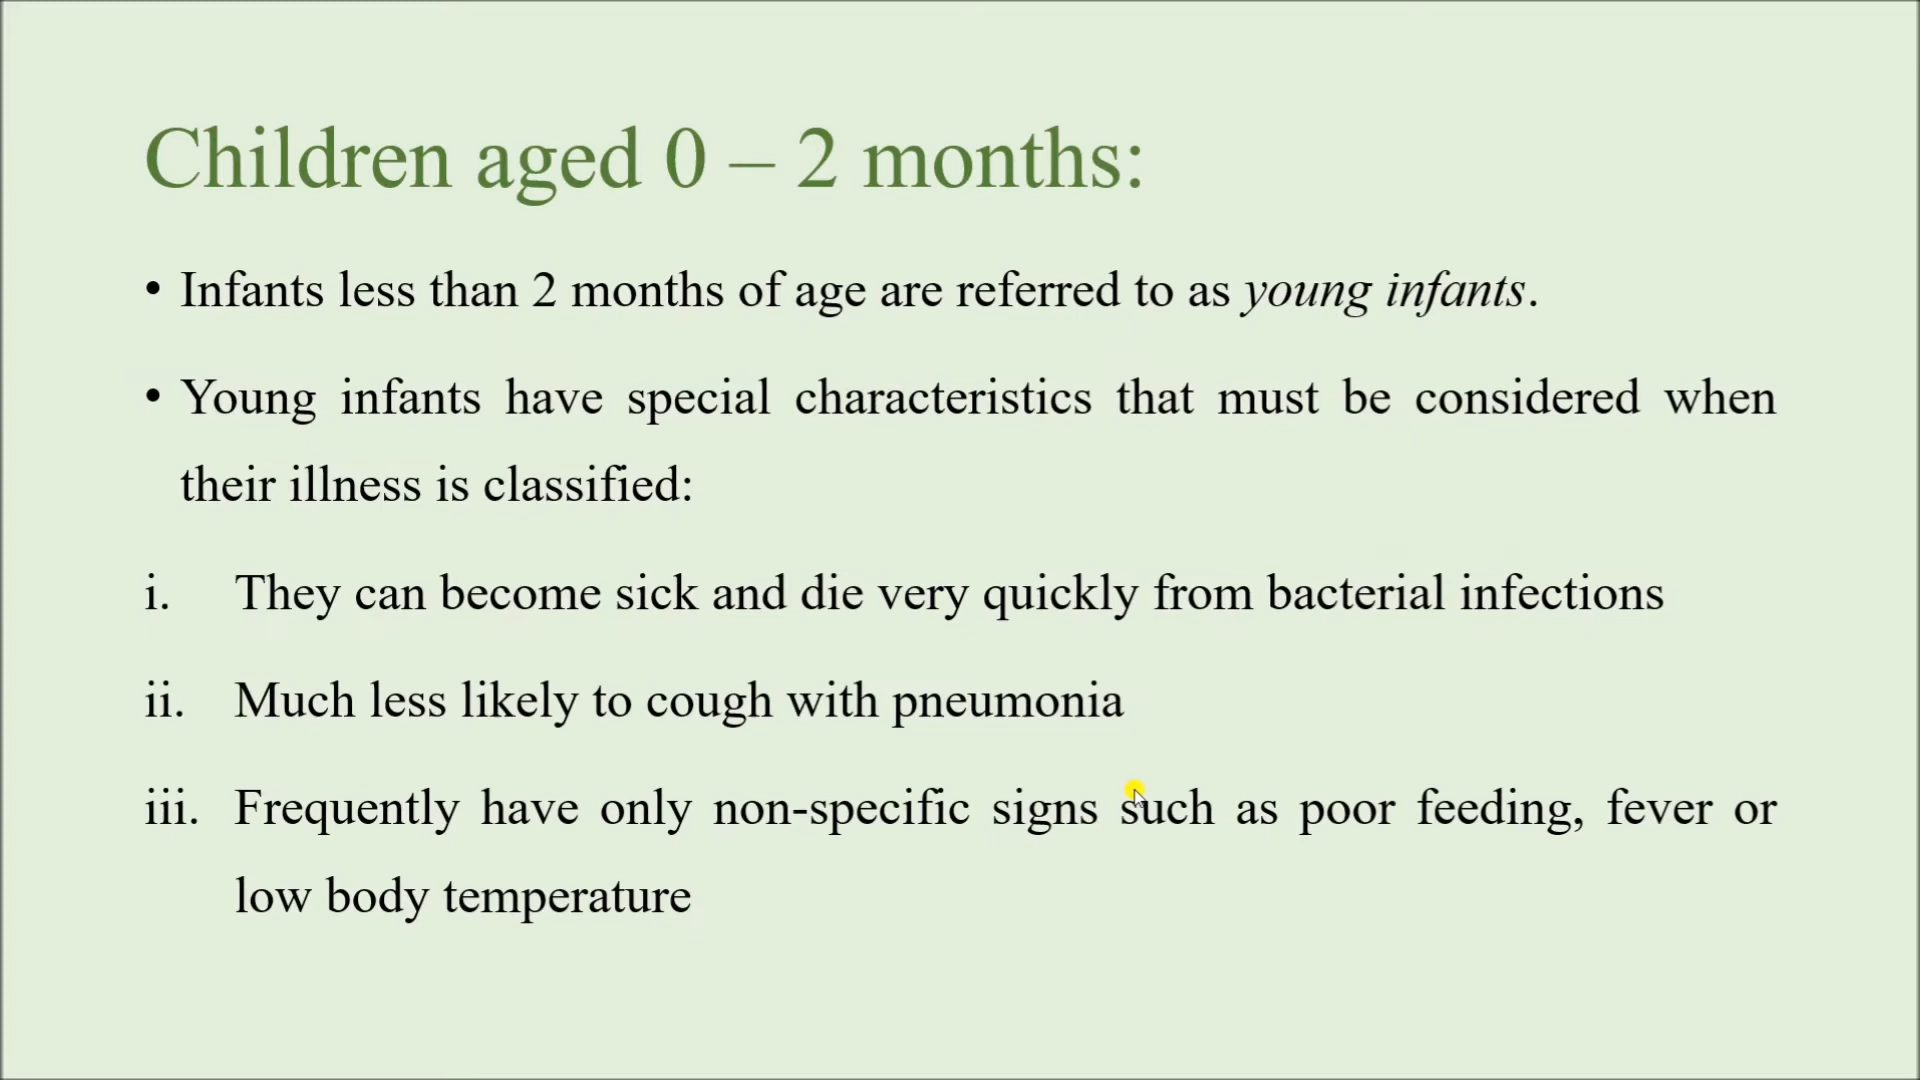 Children aged 0 – 2 months:
• Infants less than 2 months of age are referred to as young infants.
• Young infants have special characteristics that must be considered when
their illness is classified:
i. They can become sick and die very quickly from bacterial infections
ii. Much less likely to cough with pneumonia
iii. Frequently have only non-specific signs such as poor feeding, fever or
low body temperature